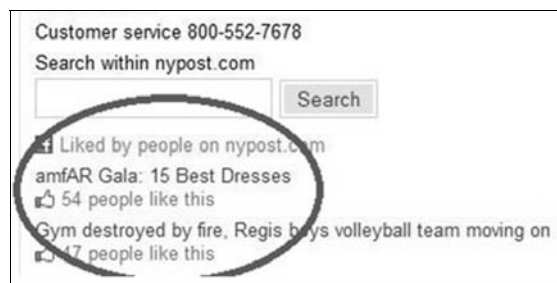 Customer service 800-552-7678
Search within nypost.com
Search
Liked by people on nypost.com
amfAR Gala: 15 Best Dresses
54 people like this
Gym destroyed by fire, Regis boys volleyball team moving on
47 people like this